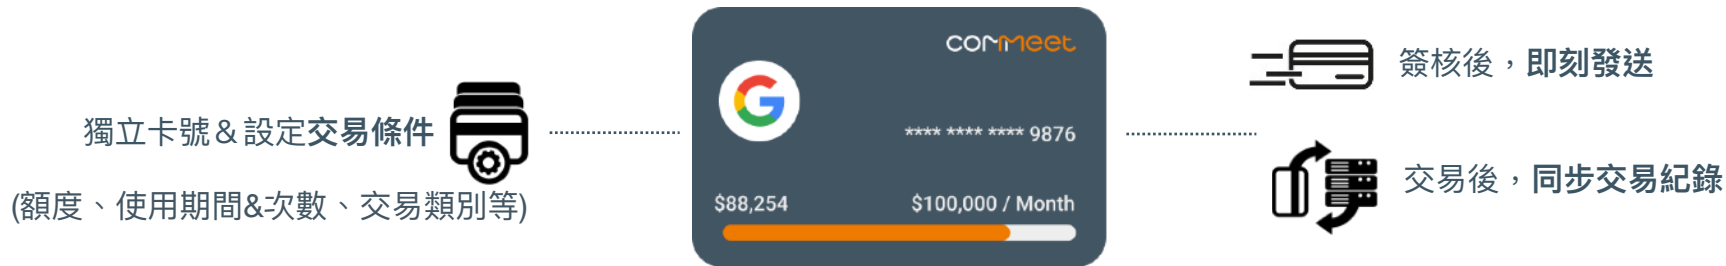 獨立卡號＆設定交易條件
(額度、使用期間&次數、交易類別等)
commeet
**** **** **** 9876
$88,254
$100,000 / Month
簽核後，即刻發送
交易後，同步交易紀錄